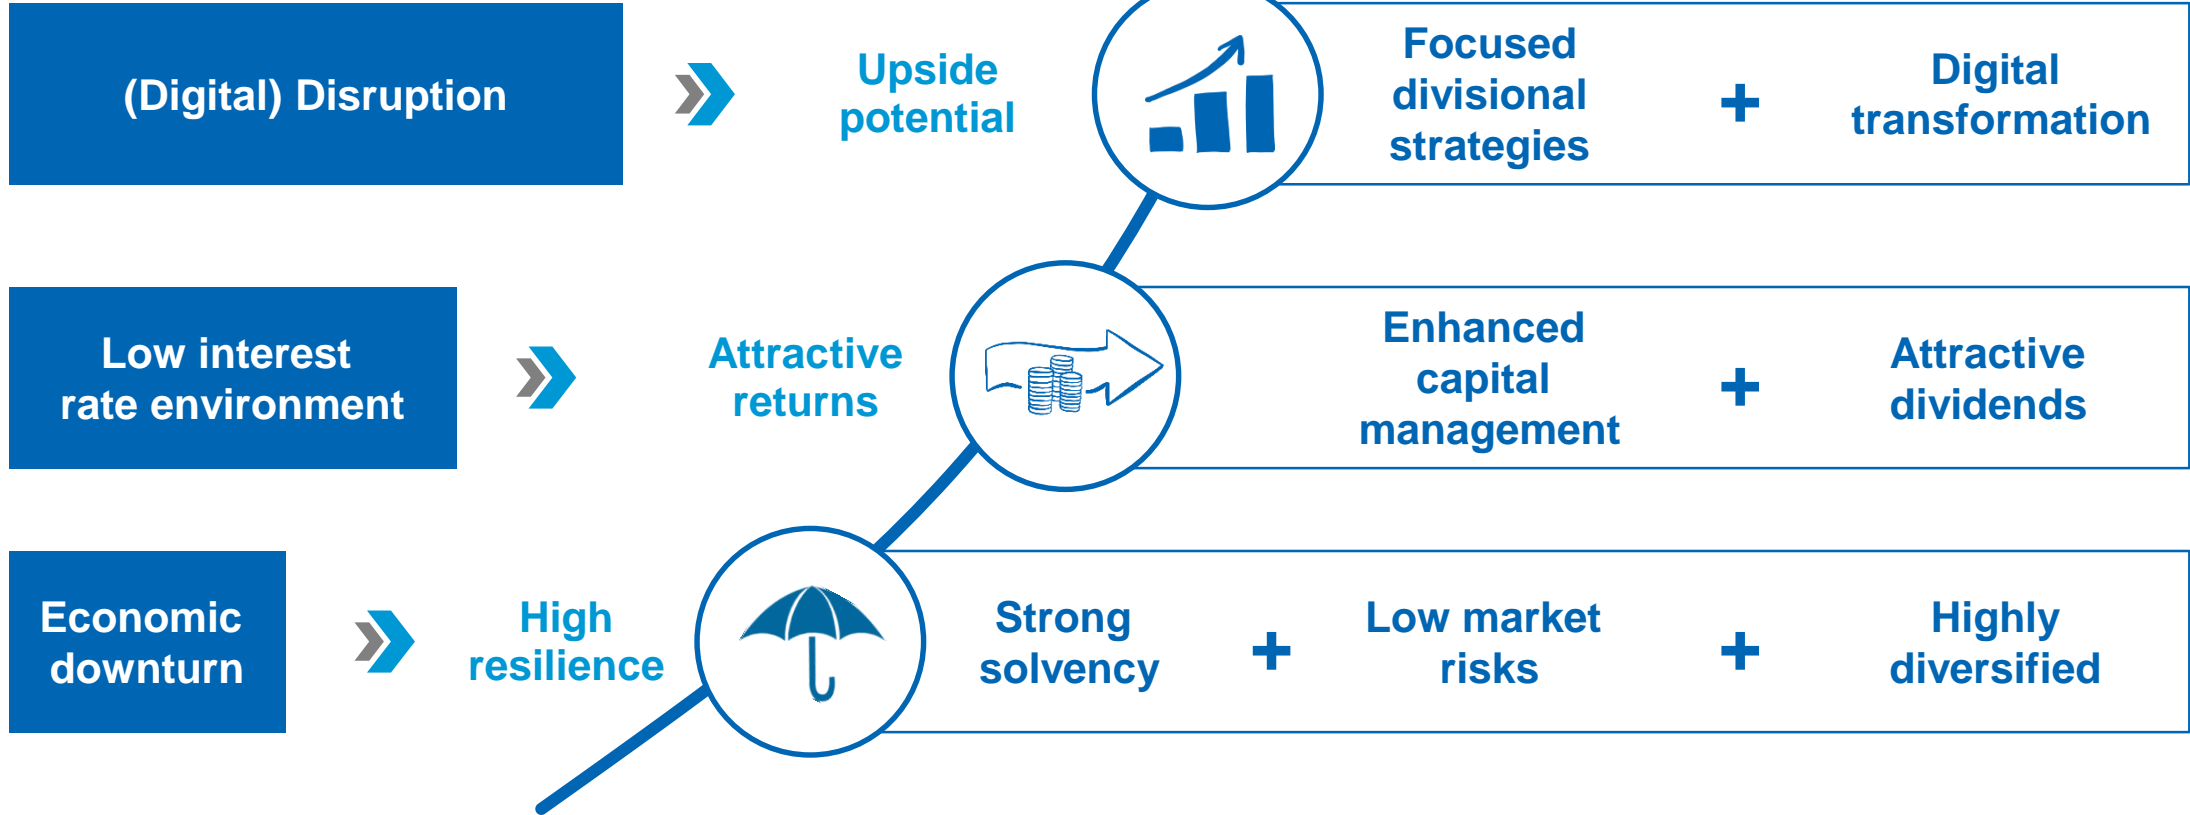 (Digital) Disruption
Upside
potential
Focused
divisional
strategies
+
Digital
transformation
Low interest
rate environment
Attractive
returns
Enhanced
capital
management
+
Attractive
dividends
Economic
downturn
High
resilience
Strong
solvency
+
Low market
risks
+
Highly
diversified